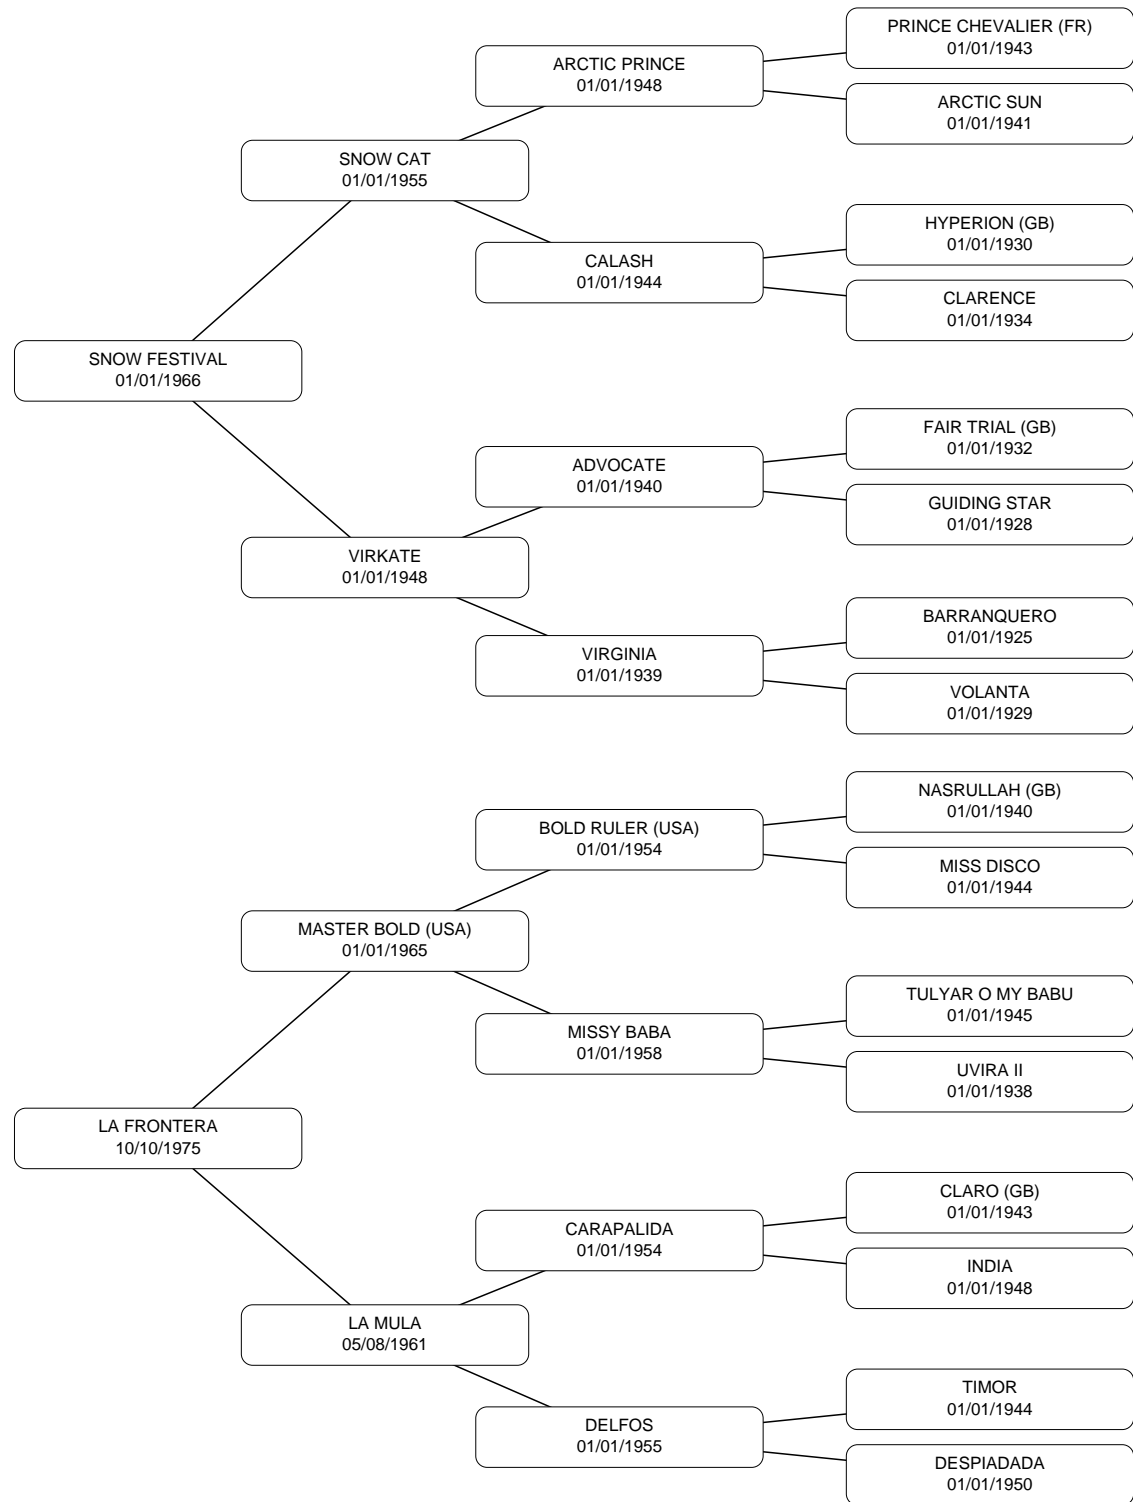 PRINCE CHEVALIER (FR)
01/01/1943
ARCTIC PRINCE
01/01/1948
ARCTIC SUN
01/01/1941
SNOW CAT
01/01/1955
HYPERION (GB)
01/01/1930
CALASH
01/01/1944
CLARENCE
01/01/1934
SNOW FESTIVAL
01/01/1966
FAIR TRIAL (GB)
01/01/1932
ADVOCATE
01/01/1940
GUIDING STAR
01/01/1928
VIRKATE
01/01/1948
BARRANQUERO
01/01/1925
VIRGINIA
01/01/1939
VOLANTA
01/01/1929
NASRULLAH (GB)
01/01/1940
BOLD RULER (USA)
01/01/1954
MISS DISCO
01/01/1944
MASTER BOLD (USA)
01/01/1965
TULYAR O MY BABU
01/01/1945
MISSY BABA
01/01/1958
UVIRA II
01/01/1938
LA FRONTERA
10/10/1975
CLARO (GB)
01/01/1943
CARAPALIDA
01/01/1954
INDIA
01/01/1948
LA MULA
05/08/1961
TIMOR
01/01/1944
DELFOS
01/01/1955
DESPIADADA
01/01/1950